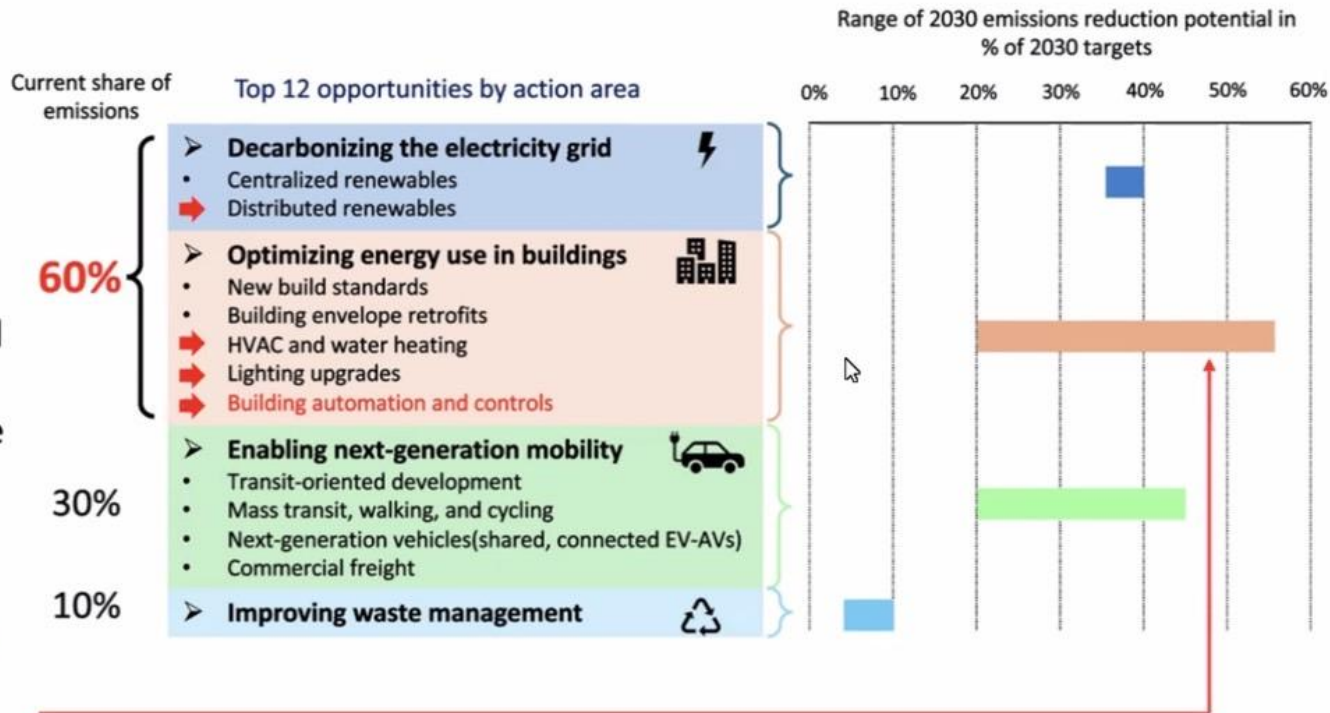 Range of 2030 emissions reduction potential in
% of 2030 targets
Current share of
emissions
Top 12 opportunities by action area
0% 10% 20% 30% 40% 50% 60%
➤ Decarbonizing the electricity grid
• Centralized renewables
Distributed renewables
60%
➤ Optimizing energy use in buildings
• New build standards
• Building envelope retrofits
HVAC and water heating
Lighting upgrades
Building automation and controls
30%
➤ Enabling next-generation mobility
• Transit-oriented development
• Mass transit, walking, and cycling
• Next-generation vehicles(shared, connected EV-AVs)
• Commercial freight
10%
➤ Improving waste management